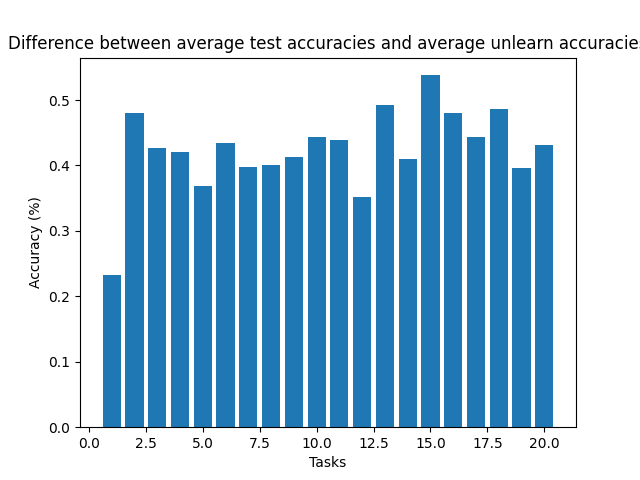 Difference between average test accuracies and average unlearn accuracies
Accuracy (%)
0.5
0.4
0.3
0.2
0.1
0.0
0.0 2.5 5.0 7.5 10.0 12.5 15.0 17.5 20.0
Tasks